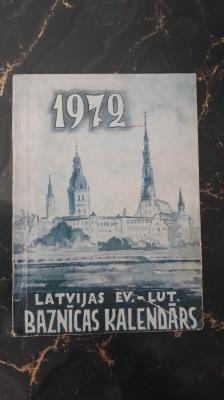 1972
LATVIJAS EV.-LUT.
BAZNĪCAS KALENDĀRS